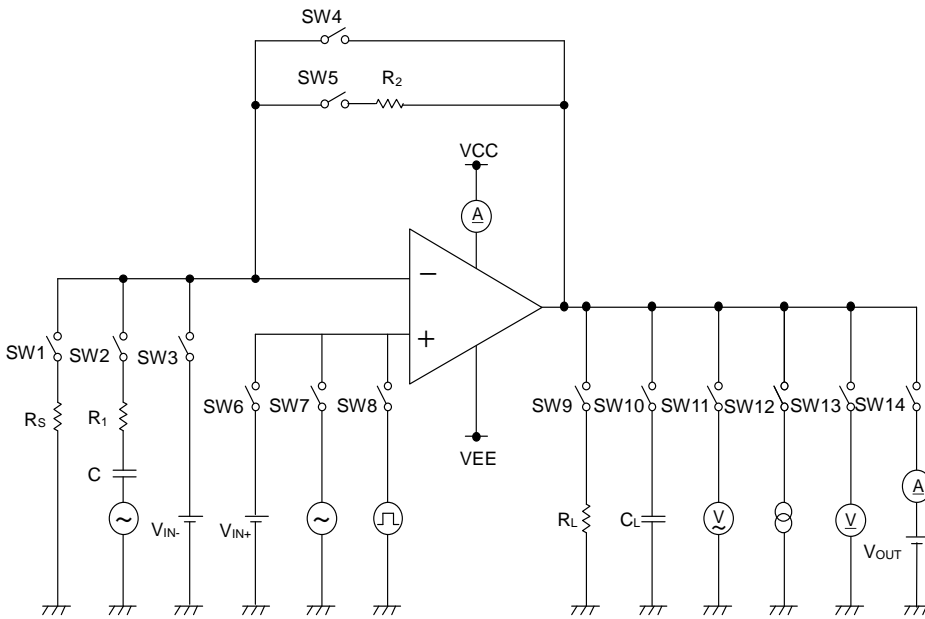 SW4
SW5
R2
VCC
A
−
+
SW1
SW2
SW3
SW6
SW7
SW8
SW9
SW10
SW11
SW12
SW13
SW14
RS
R1
C
VEE
VIN-
VIN+
RL
CL
V
V
A
VOUT